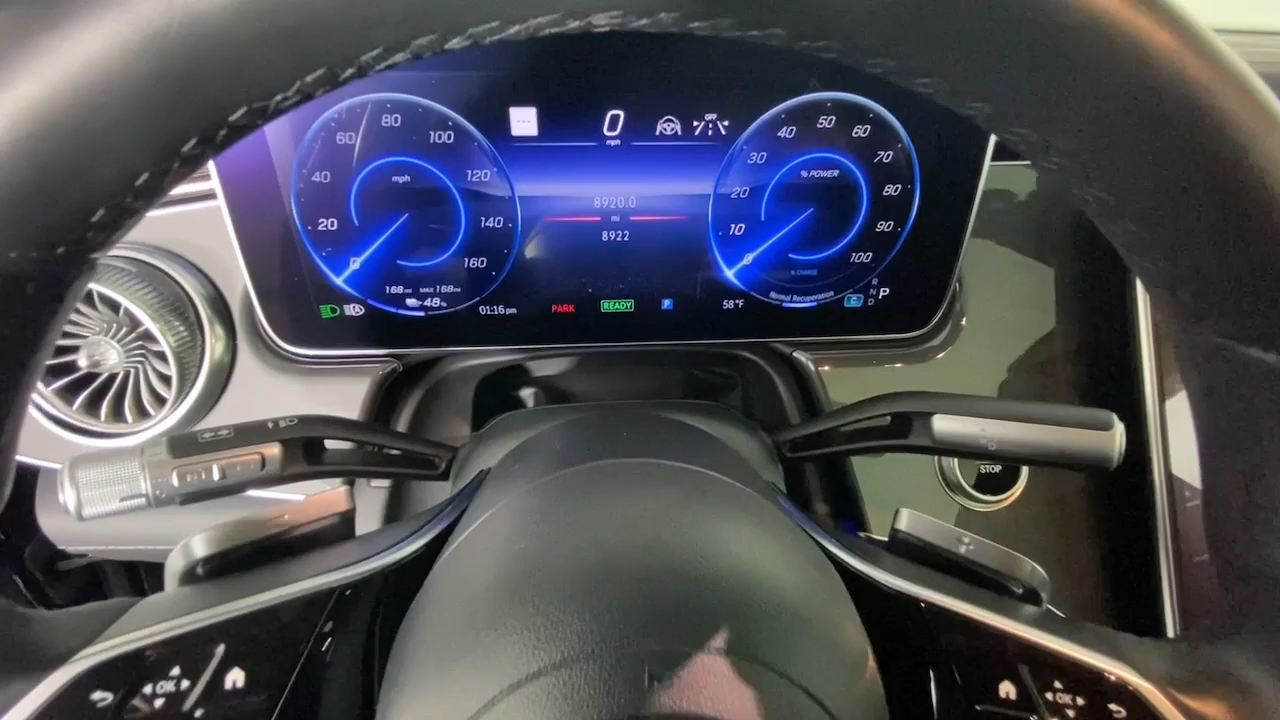 0
mph
OFF
0
20
40
60
80
100
120
140
160
mph
168 mi MAX 168 mi
48 %
8920.0
mi
8922
0
10
20
30
40
50
60
70
80
90
100
% POWER
% CHARGE
Normal Recuperation
C
R
N
D
P
01:16 pm
PARK
READY
P
58 °F
STOP
OK
OK